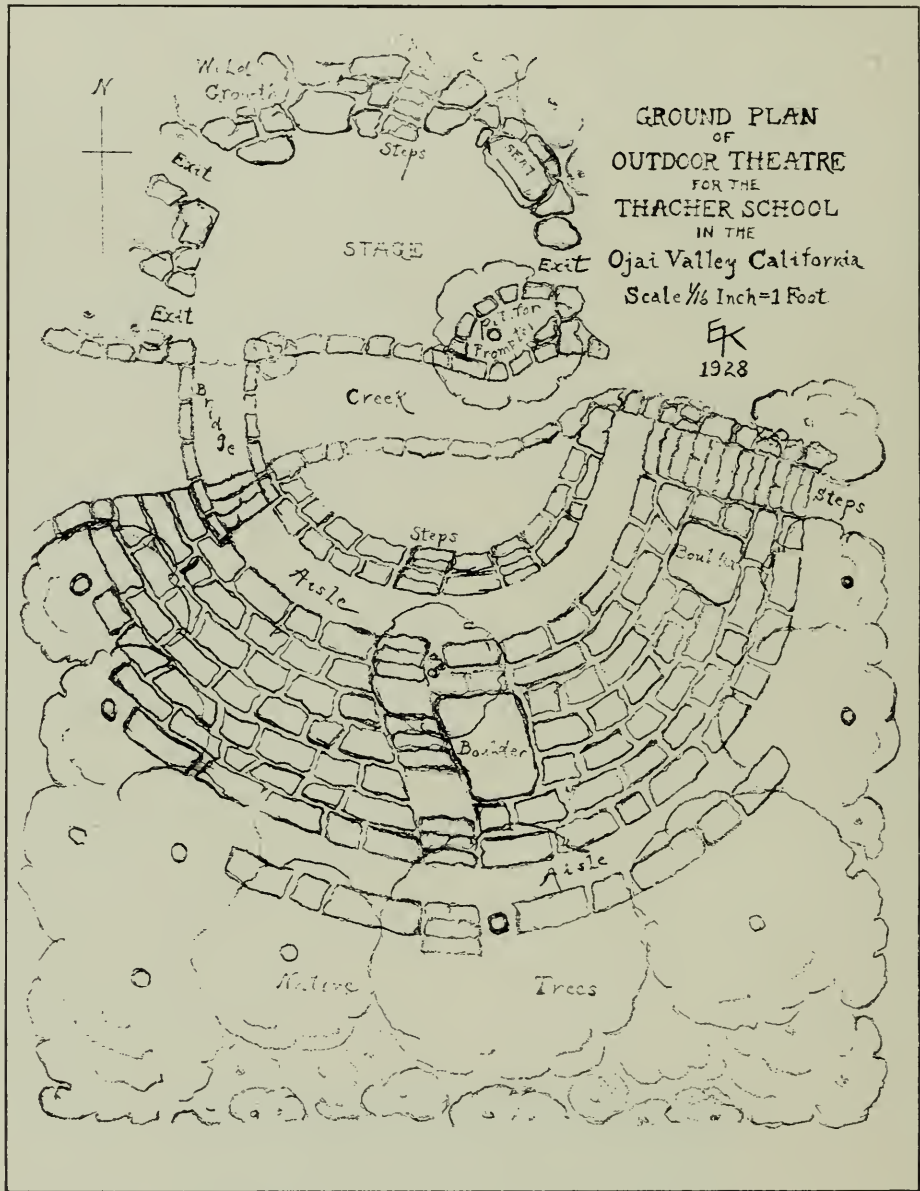 N
Wild
Growth
Steps
SEAT
Exit
STAGE
Exit
Exit
Pit for
Prompter
Bridge
Creek
GROUND PLAN
OF
OUTDOOR THEATRE
FOR THE
THACHER SCHOOL
IN THE
Ojai Valley California
Scale 1/16 Inch=1 Foot
EK
1928
Steps
Steps
Boulder
Aisle
Boulder
Aisle
Native Trees